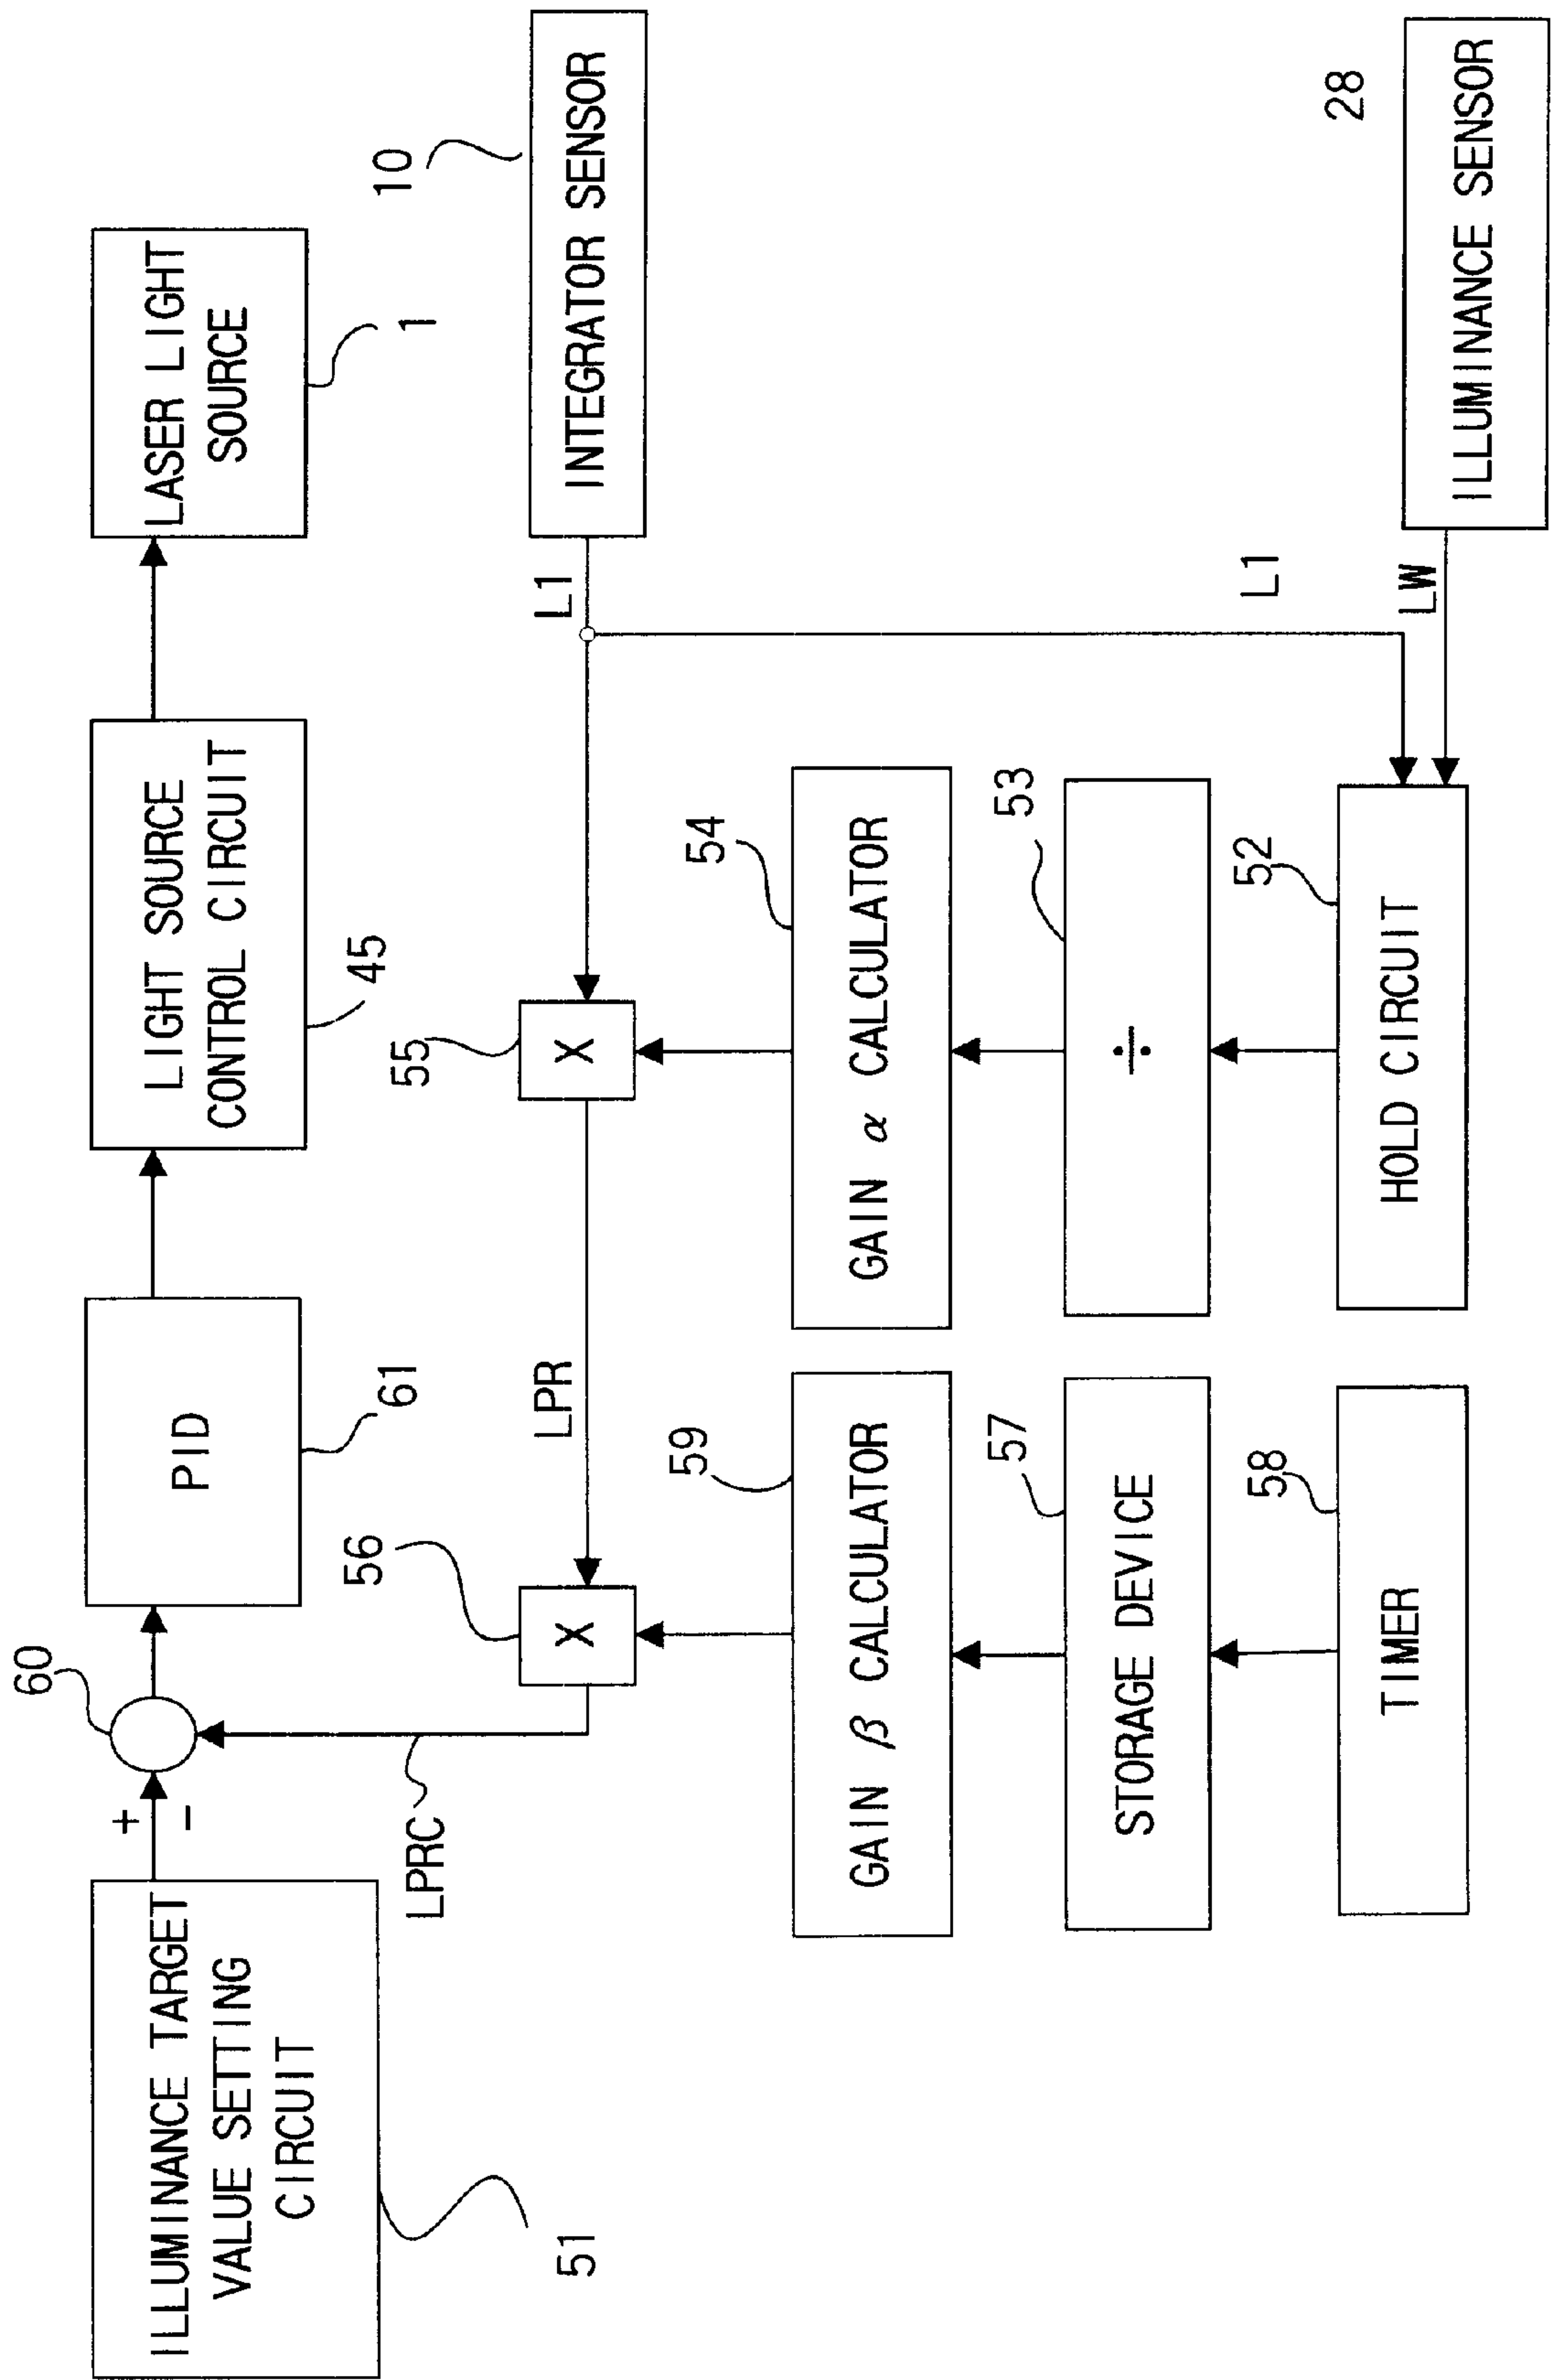 ILLUMINANCE TARGET
VALUE SETTING
CIRCUIT
51
+
−
60
PID
61
LIGHT SOURCE
CONTROL CIRCUIT
45
LASER LIGHT
SOURCE
1
LPRC
56
X
LPR
55
X
L1
INTEGRATOR SENSOR
10
GAIN β CALCULATOR
59
GAIN α CALCULATOR
54
STORAGE DEVICE
57
÷
53
TIMER
58
HOLD CIRCUIT
52
L1
LW
ILLUMINANCE SENSOR
28